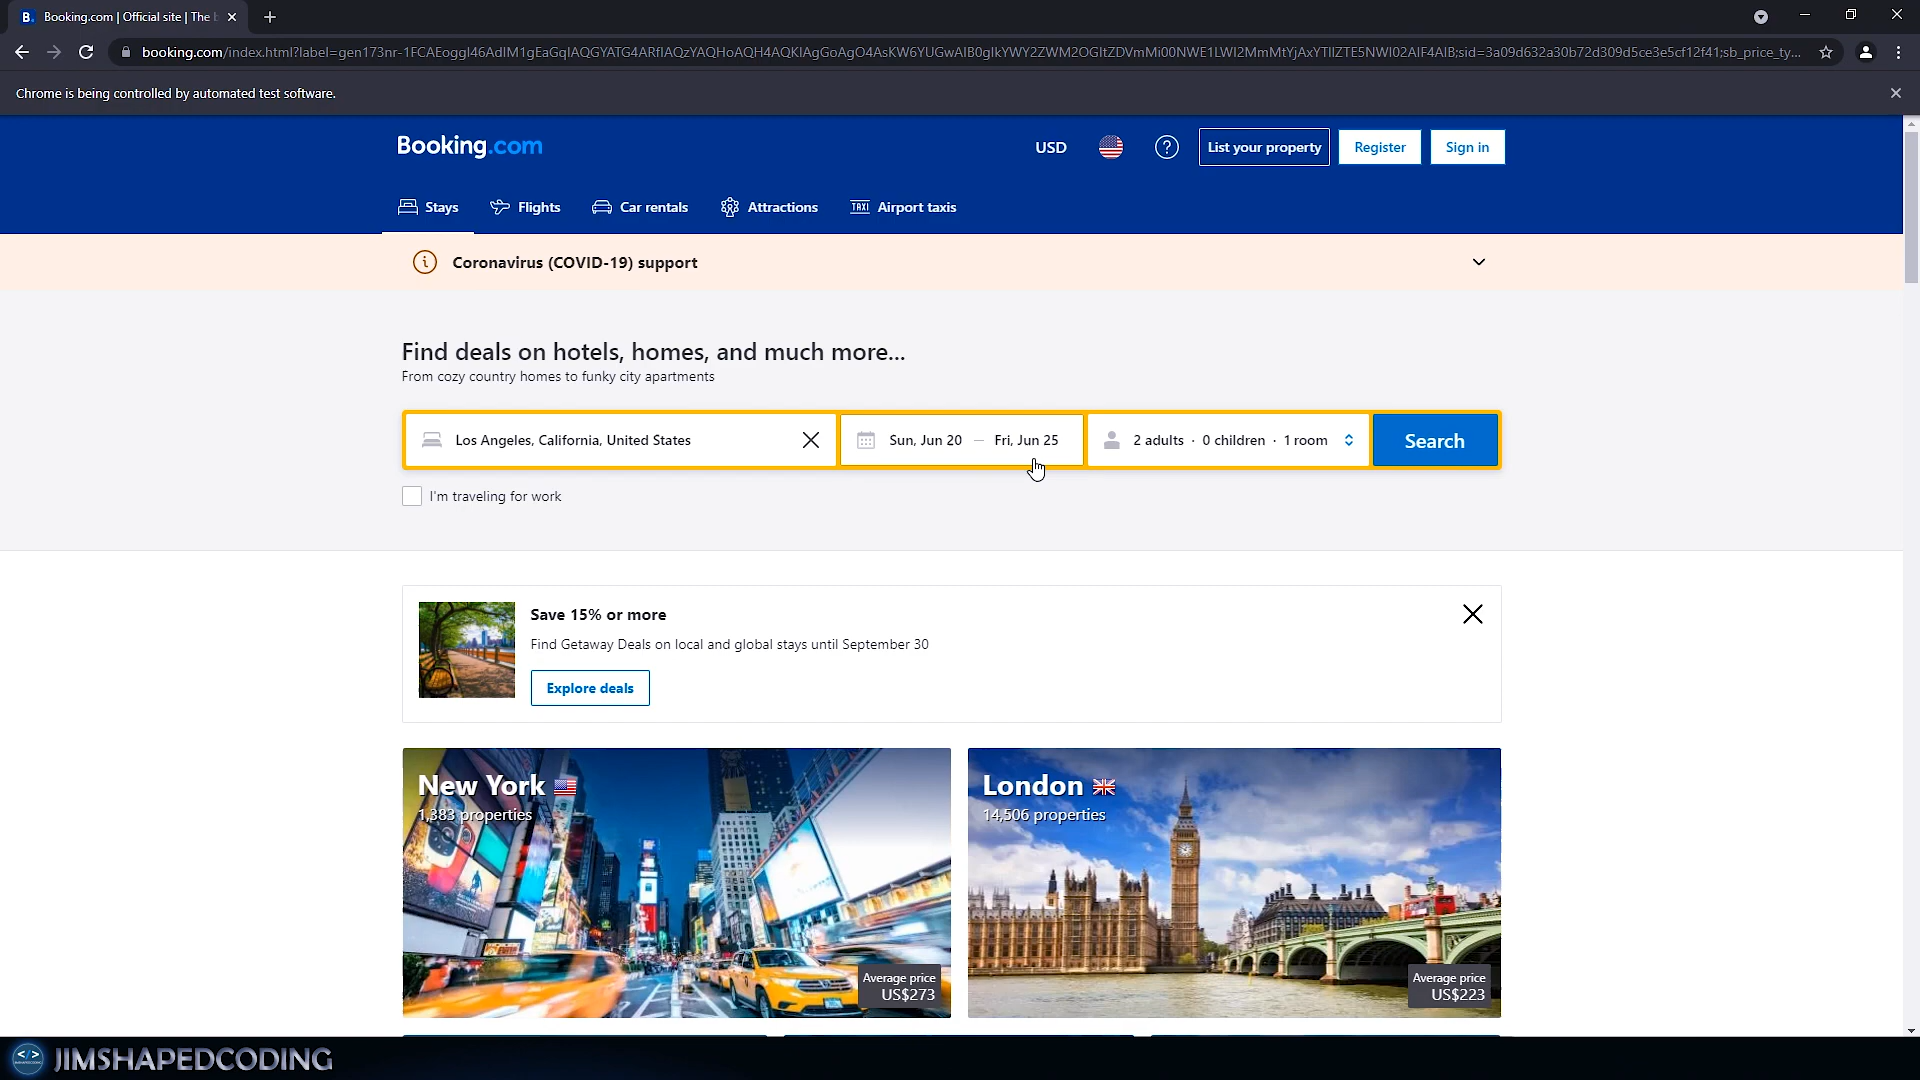 B. Booking.com | Official site | The b
booking.com/index.html?label=gen173nr-1FCAEoggI46AdIM1gEaGqIAQGYATG4ARfIAQzYAQHoAQH4AQKIAgGoAgO4AsKW6YUGwAIB0gIkYWY2ZWM2OGItZDVmMi00NWE1LWI2MmMtYjAxYTIlZTE5NWI02AIF4AIB;sid=3a09d632a30b72d309d5ce3e5cf12f41;sb_price_ty...
Chrome is being controlled by automated test software.
Booking.com
USD
List your property
Register
Sign in
Stays
Flights
Car rentals
Attractions
TAXI Airport taxis
Coronavirus (COVID-19) support
Find deals on hotels, homes, and much more...
From cozy country homes to funky city apartments
Los Angeles, California, United States
Sun, Jun 20 — Fri, Jun 25
2 adults · 0 children · 1 room
Search
I'm traveling for work
Save 15% or more
Find Getaway Deals on local and global stays until September 30
Explore deals
New York
1,383 properties
Average price
US$273
London
14,506 properties
Average price
US$223
JIMSHAPEDCODING